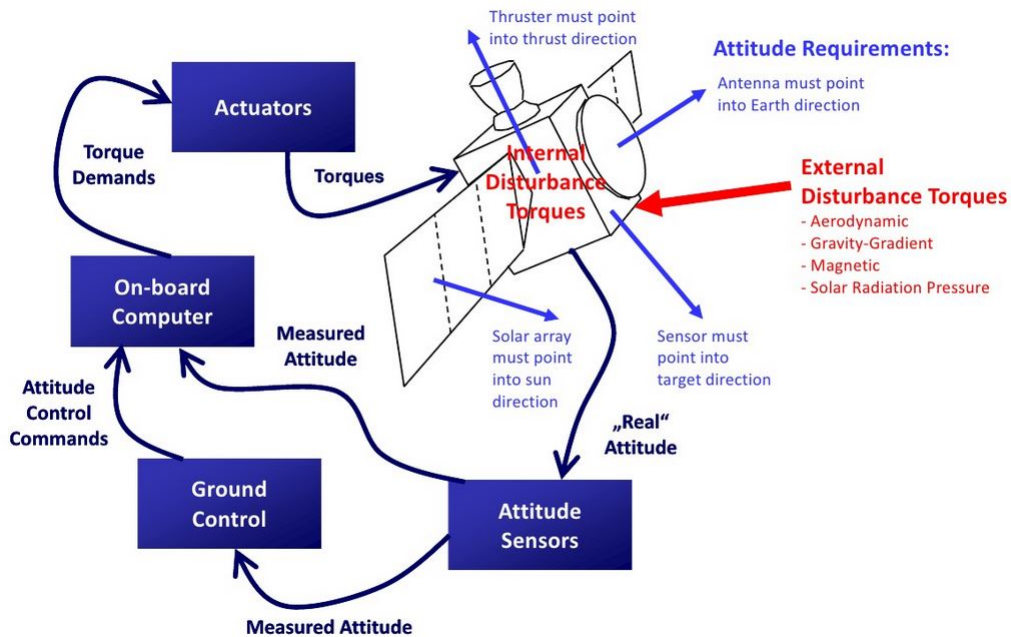 Thruster must point
into thrust direction
Attitude Requirements:
Antenna must point
into Earth direction
Actuators
Torque
Demands
Torques
Internal
Disturbance
Torques
External
Disturbance Torques
- Aerodynamic
- Gravity-Gradient
- Magnetic
- Solar Radiation Pressure
On-board
Computer
Measured
Attitude
Solar array
must point
into sun
direction
Sensor must
point into
target direction
Attitude
Control
Commands
„Real“
Attitude
Ground
Control
Attitude
Sensors
Measured Attitude